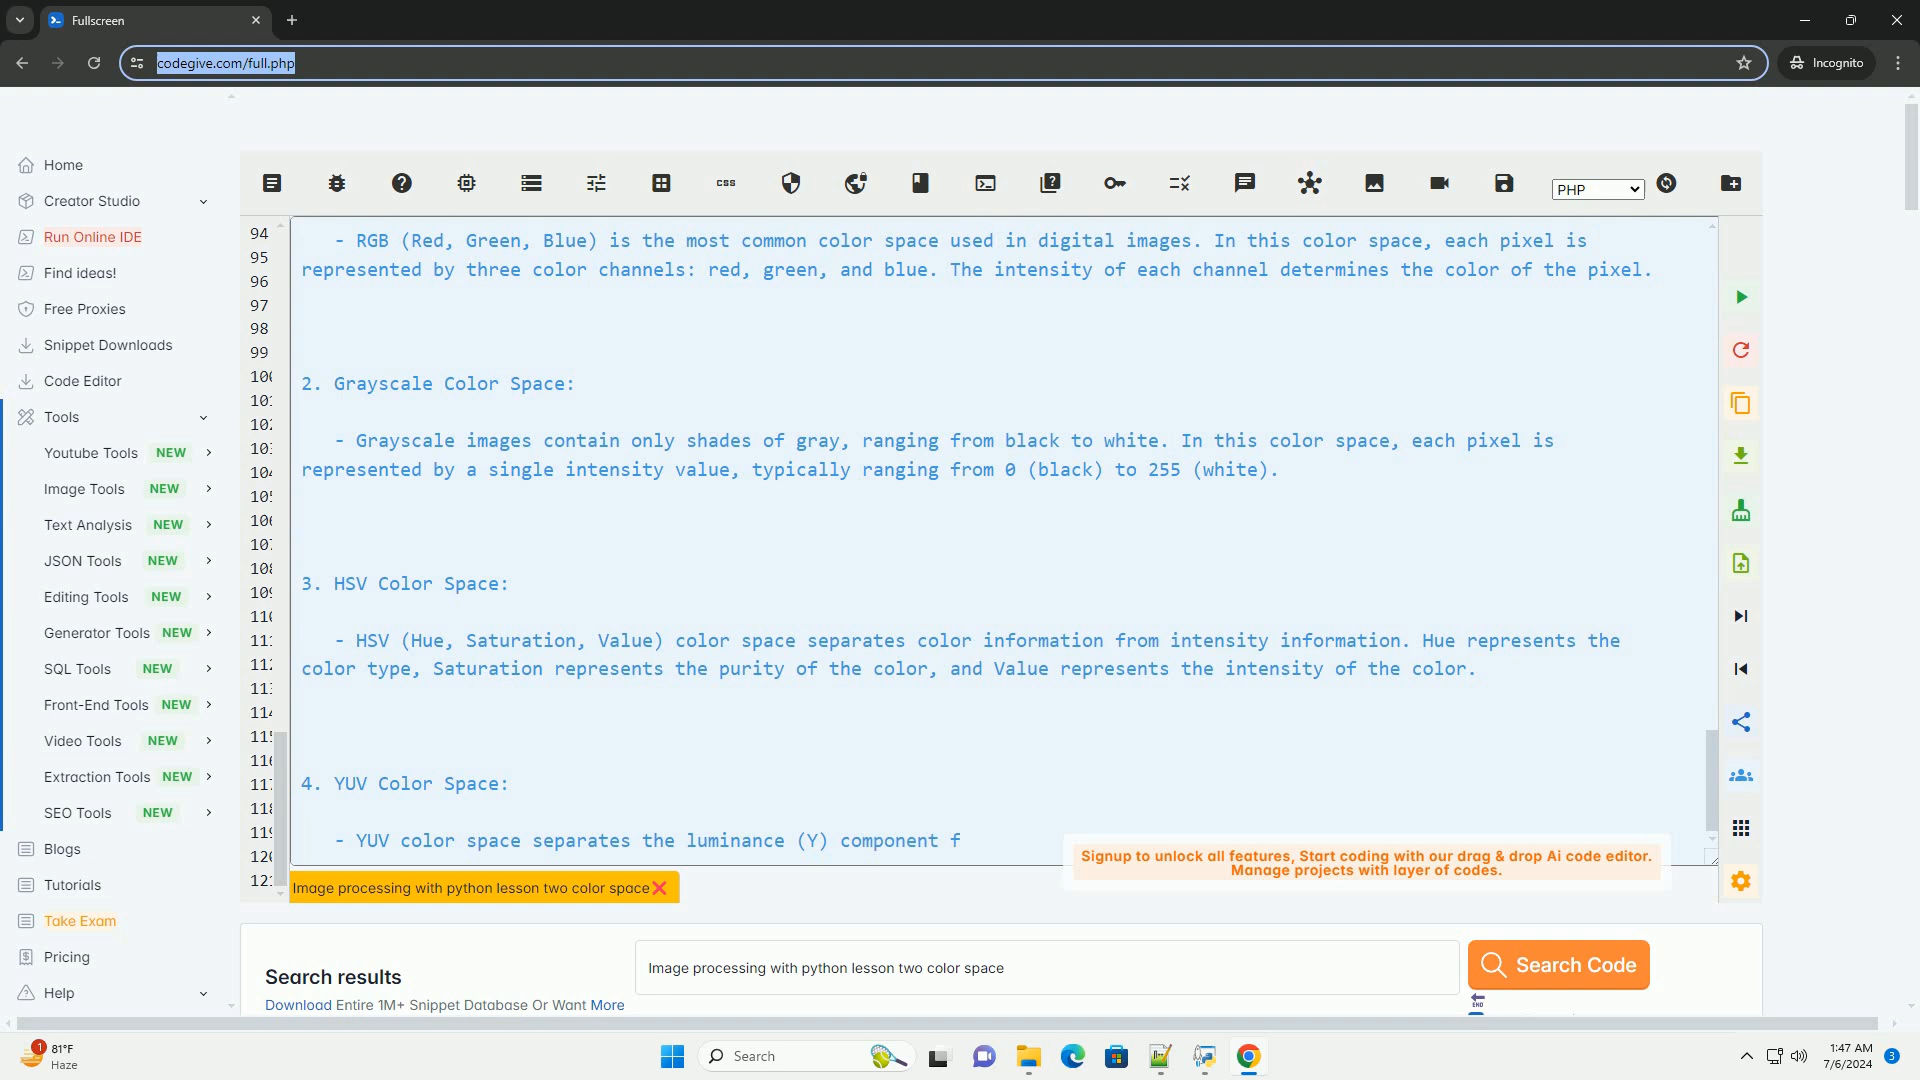 Fullscreen
codegive.com/full.php
Incognito
Home
Creator Studio
Run Online IDE
Find ideas!
Free Proxies
Snippet Downloads
Code Editor
Tools
Youtube Tools NEW
Image Tools NEW
Text Analysis NEW
JSON Tools NEW
Editing Tools NEW
Generator Tools NEW
SQL Tools NEW
Front-End Tools NEW
Video Tools NEW
Extraction Tools NEW
SEO Tools NEW
Blogs
Tutorials
Take Exam
Pricing
Help
css
PHP
94
95
96
97
98
99
- RGB (Red, Green, Blue) is the most common color space used in digital images. In this color space, each pixel is
represented by three color channels: red, green, and blue. The intensity of each channel determines the color of the pixel.
2. Grayscale Color Space:
- Grayscale images contain only shades of gray, ranging from black to white. In this color space, each pixel is
represented by a single intensity value, typically ranging from 0 (black) to 255 (white).
3. HSV Color Space:
- HSV (Hue, Saturation, Value) color space separates color information from intensity information. Hue represents the
color type, Saturation represents the purity of the color, and Value represents the intensity of the color.
4. YUV Color Space:
- YUV color space separates the luminance (Y) component f
Signup to unlock all features, Start coding with our drag & drop Ai code editor.
Manage projects with layer of codes.
Image processing with python lesson two color space
Search results
Download Entire 1M+ Snippet Database Or Want More
Image processing with python lesson two color space
Search Code
END
1
81°F
Haze
Search
1:47 AM
7/6/2024
3